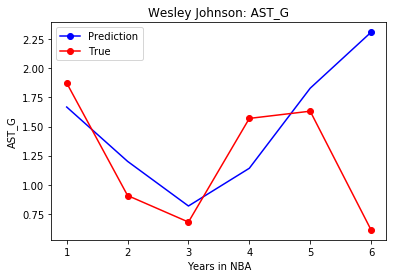 Wesley Johnson: AST_G
Prediction
True
AST_G
2.25
2.00
1.75
1.50
1.25
1.00
0.75
1 2 3 4 5 6
Years in NBA